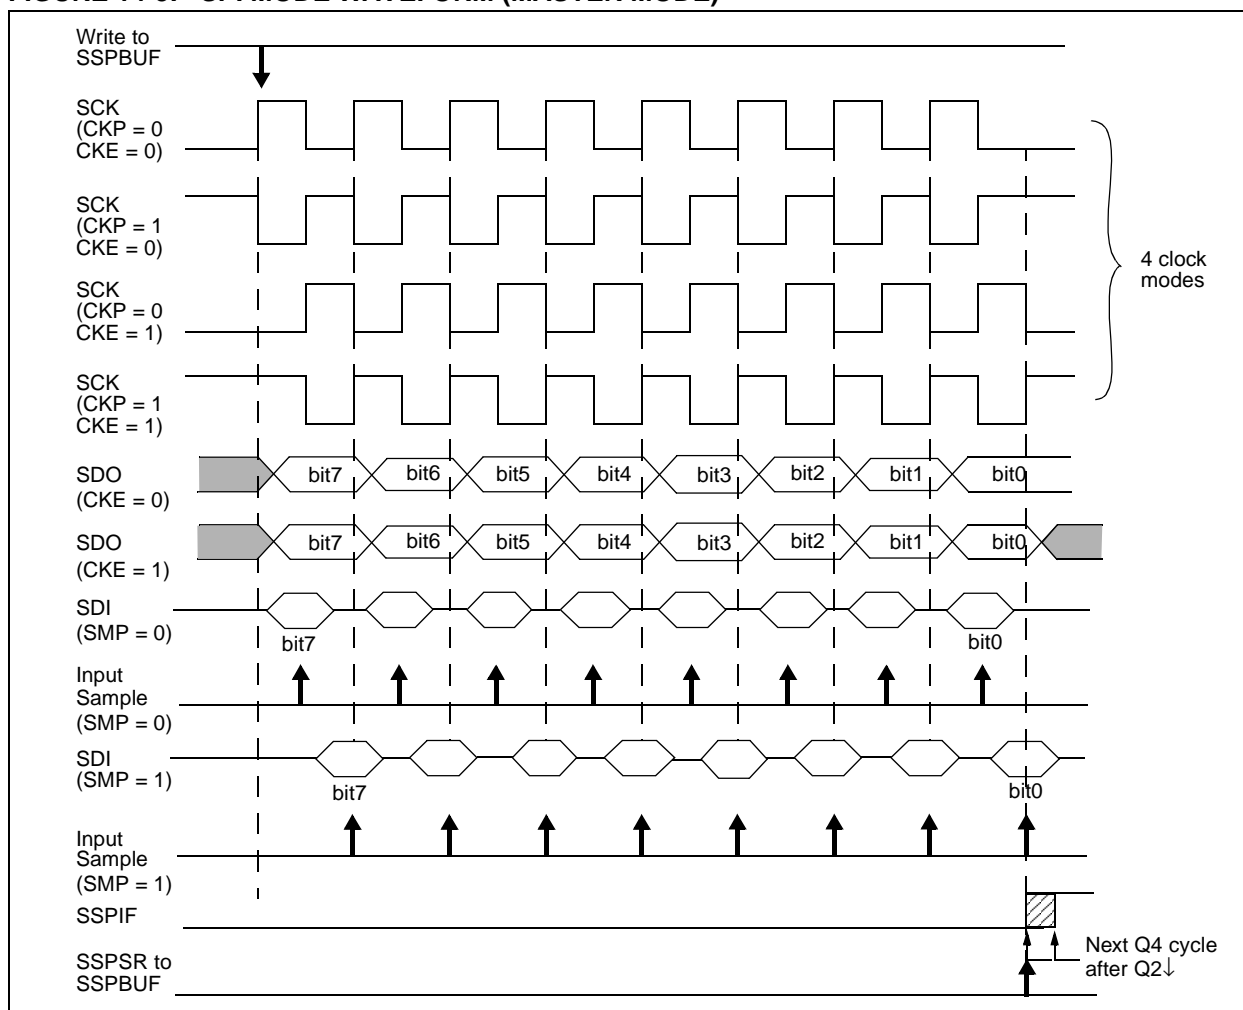 Write to
SSPBUF
SCK
(CKP = 0
CKE = 0)
SCK
(CKP = 1
CKE = 0)
4 clock
modes
SCK
(CKP = 0
CKE = 1)
SCK
(CKP = 1
CKE = 1)
SDO
(CKE = 0)
bit7 bit6 bit5 bit4 bit3 bit2 bit1 bit0
SDO
(CKE = 1)
bit7 bit6 bit5 bit4 bit3 bit2 bit1 bit0
SDI
(SMP = 0)
bit7 bit0
Input
Sample
(SMP = 0)
SDI
(SMP = 1)
bit7 bit0
Input
Sample
(SMP = 1)
SSPIF
Next Q4 cycle
after Q2↓
SSPSR to
SSPBUF